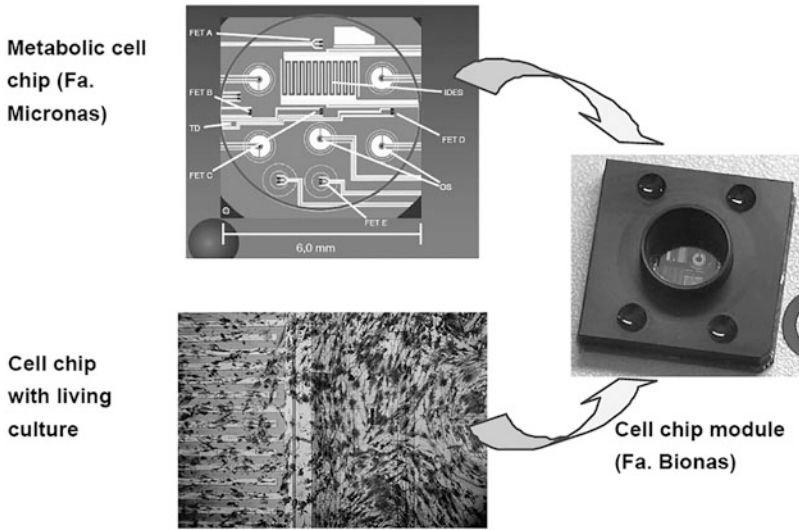 Metabolic cell
chip (Fa.
Micronas)
FET A
FET B
IDES
TD
FET D
FET C
OS
FET E
6,0 mm
Cell chip
with living
culture
Cell chip module
(Fa. Bionas)